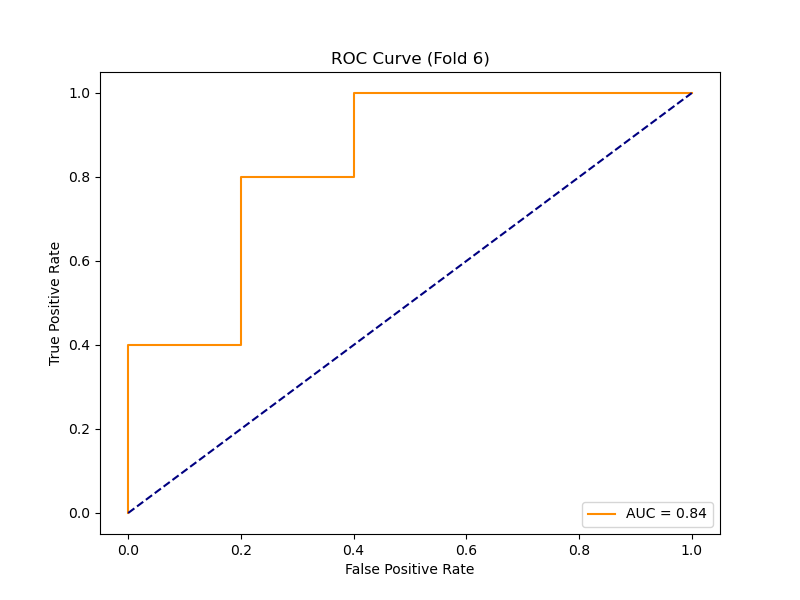 ROC Curve (Fold 6)
True Positive Rate
1.0
0.8
0.6
0.4
0.2
0.0
AUC = 0.84
0.0 0.2 0.4 0.6 0.8 1.0
False Positive Rate